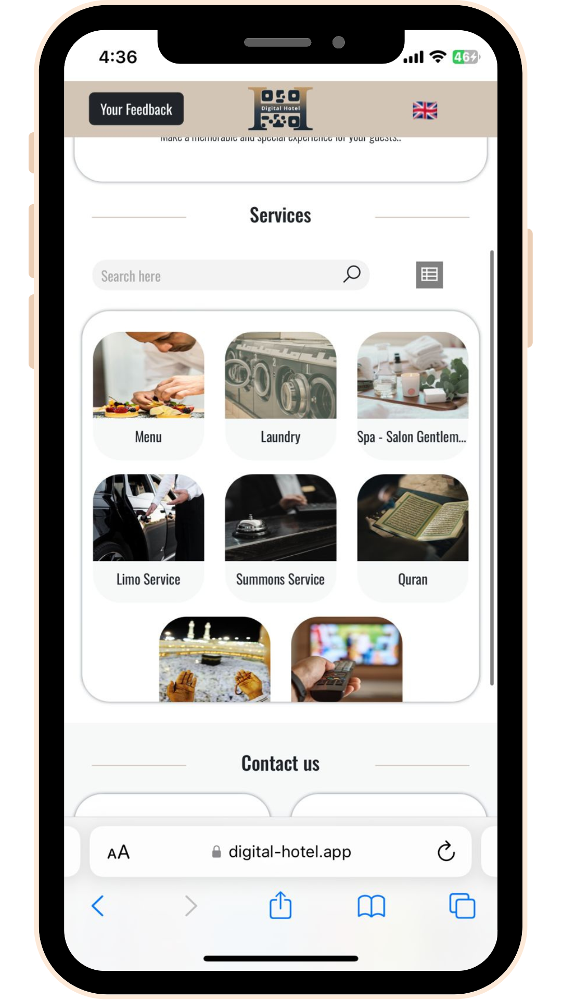 4:36
46
Your Feedback
Digital Hotel
Make a memorable and special experience for your guests..
Services
Search here
Menu
Laundry
Spa - Salon Gentlem...
Limo Service
Summons Service
Quran
Contact us
AA
digital-hotel.app